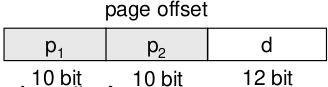 page offset
p₁ p₂ d
10 bit 10 bit 12 bit